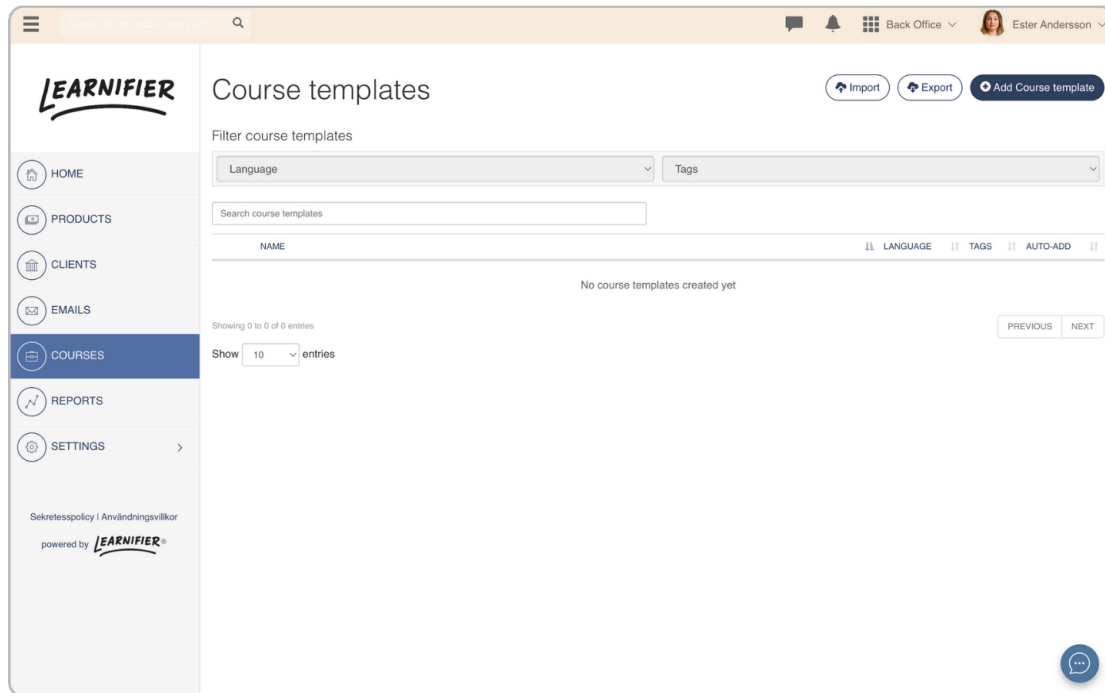 Back Office
Ester Andersson
LEARNIFIER
Course templates
Import
Export
Add Course template
Filter course templates
Language
Tags
Search course templates
NAME
LANGUAGE
TAGS
AUTO-ADD
No course templates created yet
Showing 0 to 0 of 0 entries
PREVIOUS
NEXT
Show 10 entries
HOME
PRODUCTS
CLIENTS
EMAILS
COURSES
REPORTS
SETTINGS
Sekretesspolicy | Användningsvillkor
powered by LEARNIFIER®